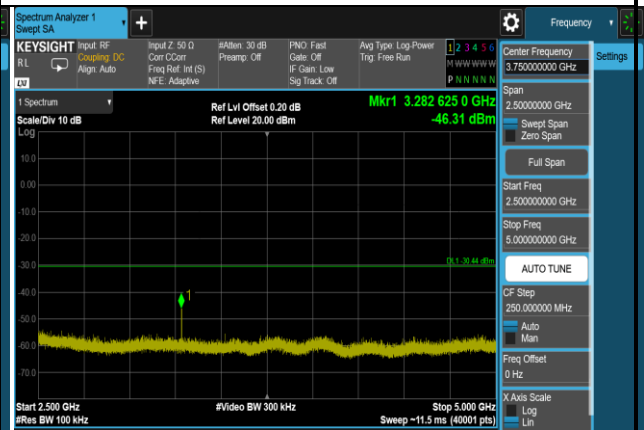 Spectrum Analyzer 1
Swept SA
+
Frequency
KEYSIGHT
RL
Input: RF
Coupling: DC
Align: Auto
Input Z: 50 Ω
Corr CCorr
Freq Ref: Int (S)
NFE: Adaptive
#Atten: 30 dB
Preamp: Off
PNO: Fast
Gate: Off
IF Gain: Low
Sig Track: Off
Avg Type: Log-Power
Trig: Free Run
1 2 3 4 5 6
M W W W W W
P N N N N N
1 Spectrum
Scale/Div 10 dB
Ref Lvl Offset 0.20 dB
Ref Level 20.00 dBm
Mkr1 3.282 625 0 GHz
-46.31 dBm
Log
10.0
0.00
-10.0
-20.0
-30.0
-40.0
-50.0
-60.0
-70.0
DL1 -30.44 dBm
1
Start 2.500 GHz
#Res BW 100 kHz
#Video BW 300 kHz
Stop 5.000 GHz
Sweep ~11.5 ms (40001 pts)
Center Frequency
3.750000000 GHz
Span
2.50000000 GHz
Swept Span
Zero Span
Full Span
Start Freq
2.500000000 GHz
Stop Freq
5.000000000 GHz
AUTO TUNE
CF Step
250.000000 MHz
Auto
Man
Freq Offset
0 Hz
X Axis Scale
Log
Lin
Settings